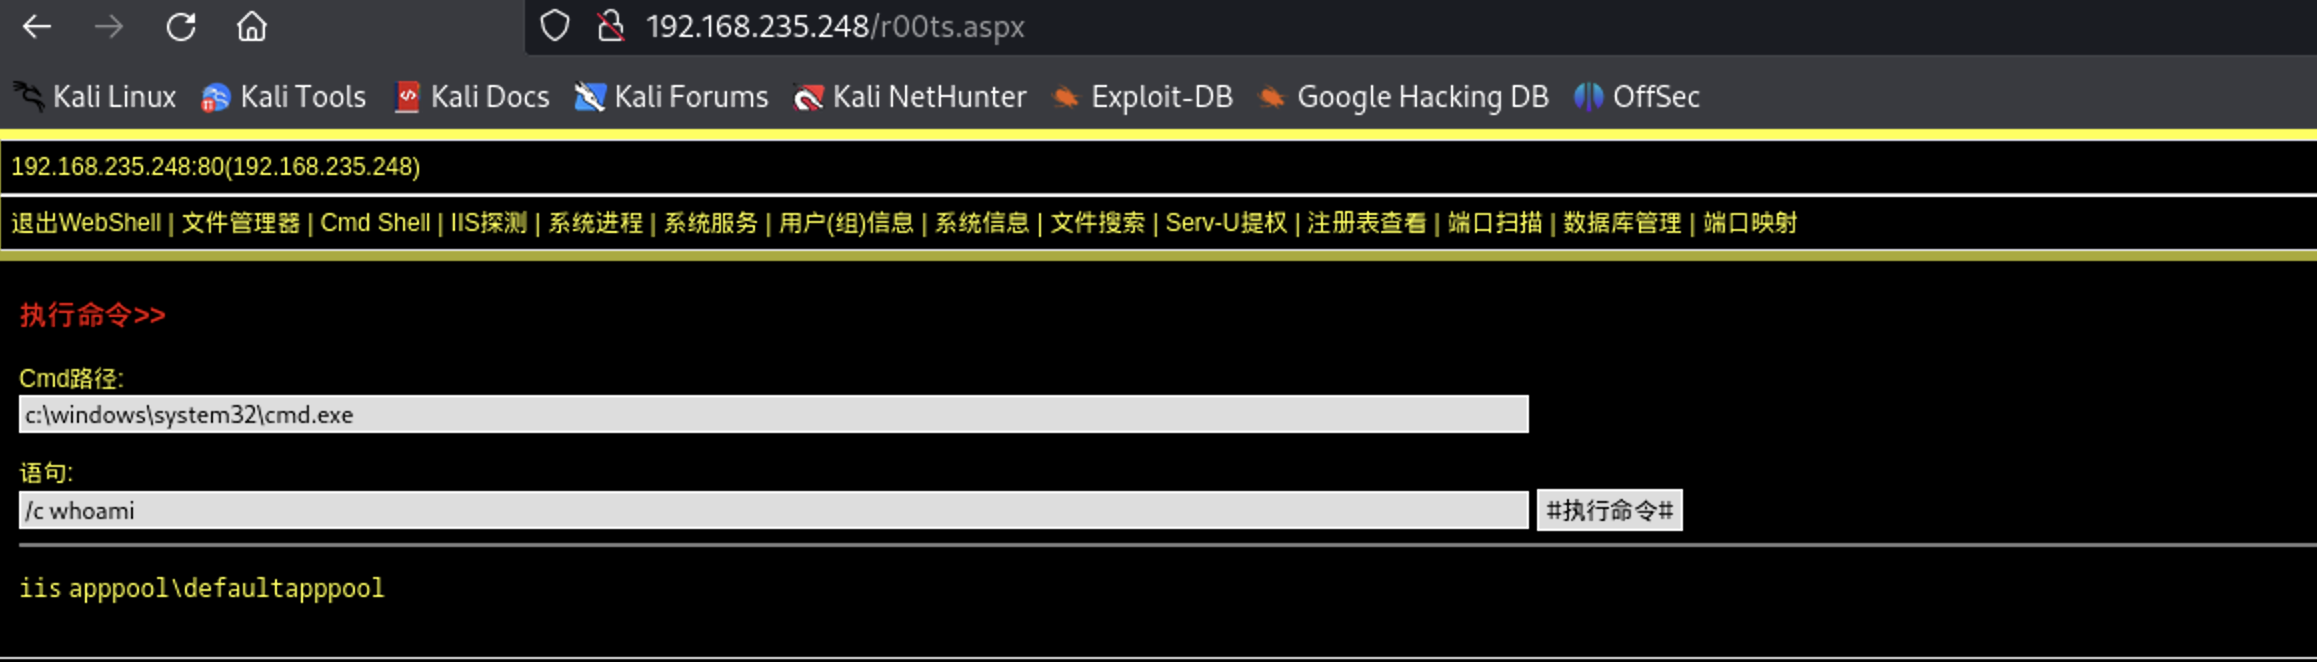 192.168.235.248/r00ts.aspx
Kali Linux Kali Tools Kali Docs Kali Forums Kali NetHunter Exploit-DB Google Hacking DB OffSec
192.168.235.248:80(192.168.235.248)
退出WebShell | 文件管理器 | Cmd Shell | IIS探测 | 系统进程 | 系统服务 | 用户(组)信息 | 系统信息 | 文件搜索 | Serv-U提权 | 注册表查看 | 端口扫描 | 数据库管理 | 端口映射
执行命令>>
Cmd路径:
c:\windows\system32\cmd.exe
语句:
/c whoami #执行命令#
iis apppool\defaultapppool